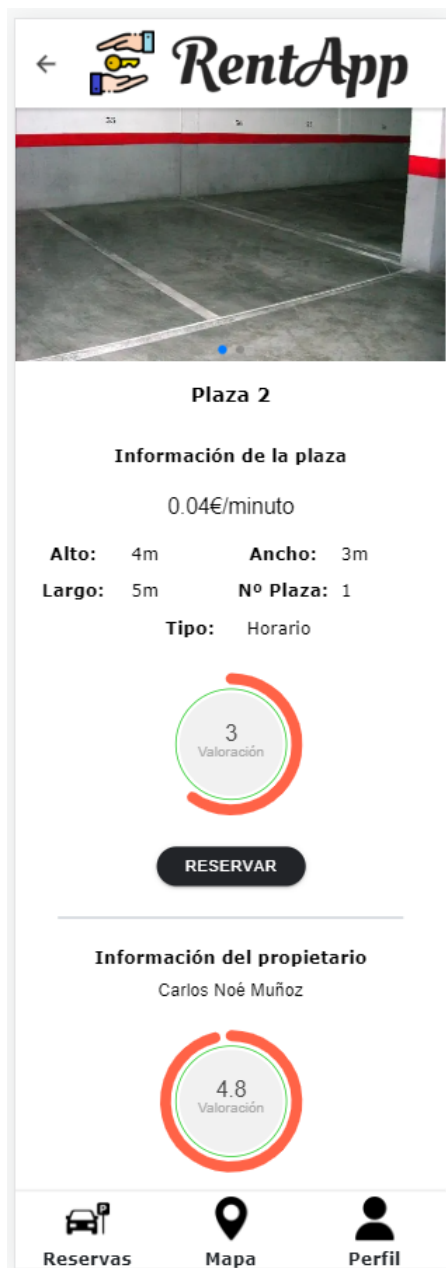 RentApp
Plaza 2
Información de la plaza
0.04€/minuto
Alto: 4m Ancho: 3m
Largo: 5m Nº Plaza: 1
Tipo: Horario
3
Valoración
RESERVAR
Información del propietario
Carlos Noé Muñoz
4.8
Valoración
Reservas Mapa Perfil